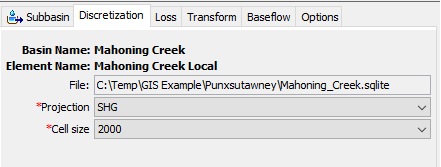 Subbasin Discretization Loss Transform Baseflow Options
Basin Name: Mahoning Creek
Element Name: Mahoning Creek Local
File: C:\Temp\GIS Example\Punxsutawney\Mahoning_Creek.sqlite
*Projection SHG
*Cell size 2000